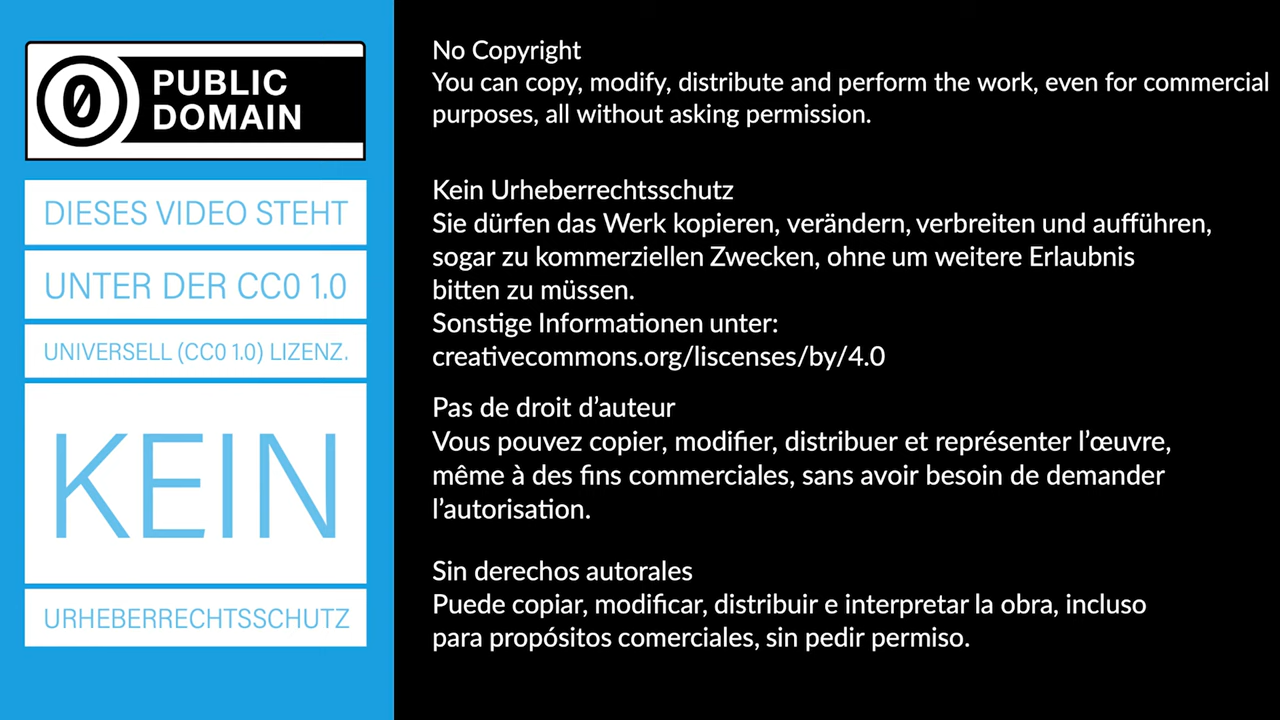 0 PUBLIC
DOMAIN
DIESES VIDEO STEHT
UNTER DER CC0 1.0
UNIVERSELL (CC0 1.0) LIZENZ.
KEIN
URHEBERRECHTSSCHUTZ
No Copyright
You can copy, modify, distribute and perform the work, even for commercial
purposes, all without asking permission.
Kein Urheberrechtsschutz
Sie dürfen das Werk kopieren, verändern, verbreiten und aufführen,
sogar zu kommerziellen Zwecken, ohne um weitere Erlaubnis
bitten zu müssen.
Sonstige Informationen unter:
creativecommons.org/liscenses/by/4.0
Pas de droit d’auteur
Vous pouvez copier, modifier, distribuer et représenter l’œuvre,
même à des fins commerciales, sans avoir besoin de demander
l’autorisation.
Sin derechos autorales
Puede copiar, modificar, distribuir e interpretar la obra, incluso
para propósitos comerciales, sin pedir permiso.